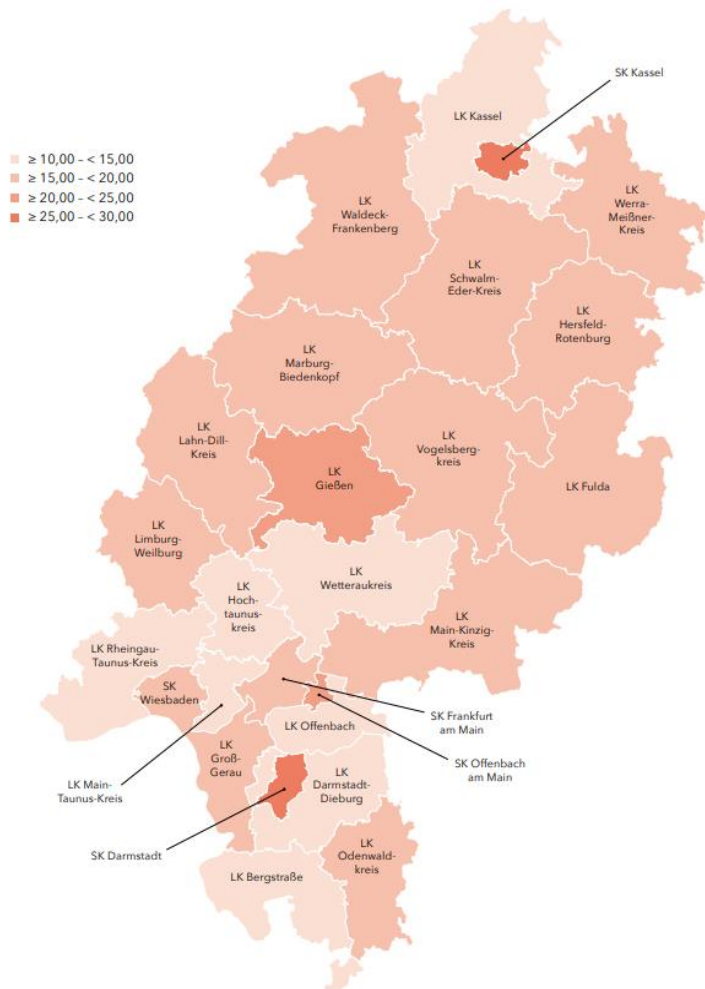 SK Kassel
LK Kassel
≥ 10,00 – < 15,00
≥ 15,00 – < 20,00
≥ 20,00 – < 25,00
≥ 25,00 – < 30,00
LK
Waldeck-
Frankenberg
LK
Werra-
Meißner-
Kreis
LK
Schwalm-
Eder-Kreis
LK
Hersfeld-
Rotenburg
LK
Marburg-
Biedenkopf
LK
Lahn-Dill-
Kreis
LK
Vogelsberg-
kreis
LK
Gießen
LK Fulda
LK
Limburg-
Weilburg
LK
Wetteraukreis
LK
Hoch-
taunus-
kreis
LK
Main-Kinzig-
Kreis
LK Rheingau-
Taunus-Kreis
SK
Wiesbaden
SK Frankfurt
am Main
LK Offenbach
SK Offenbach
am Main
LK
Groß-
Gerau
LK Main-
Taunus-Kreis
LK
Darmstadt-
Dieburg
SK Darmstadt
LK
Odenwald-
kreis
LK Bergstraße